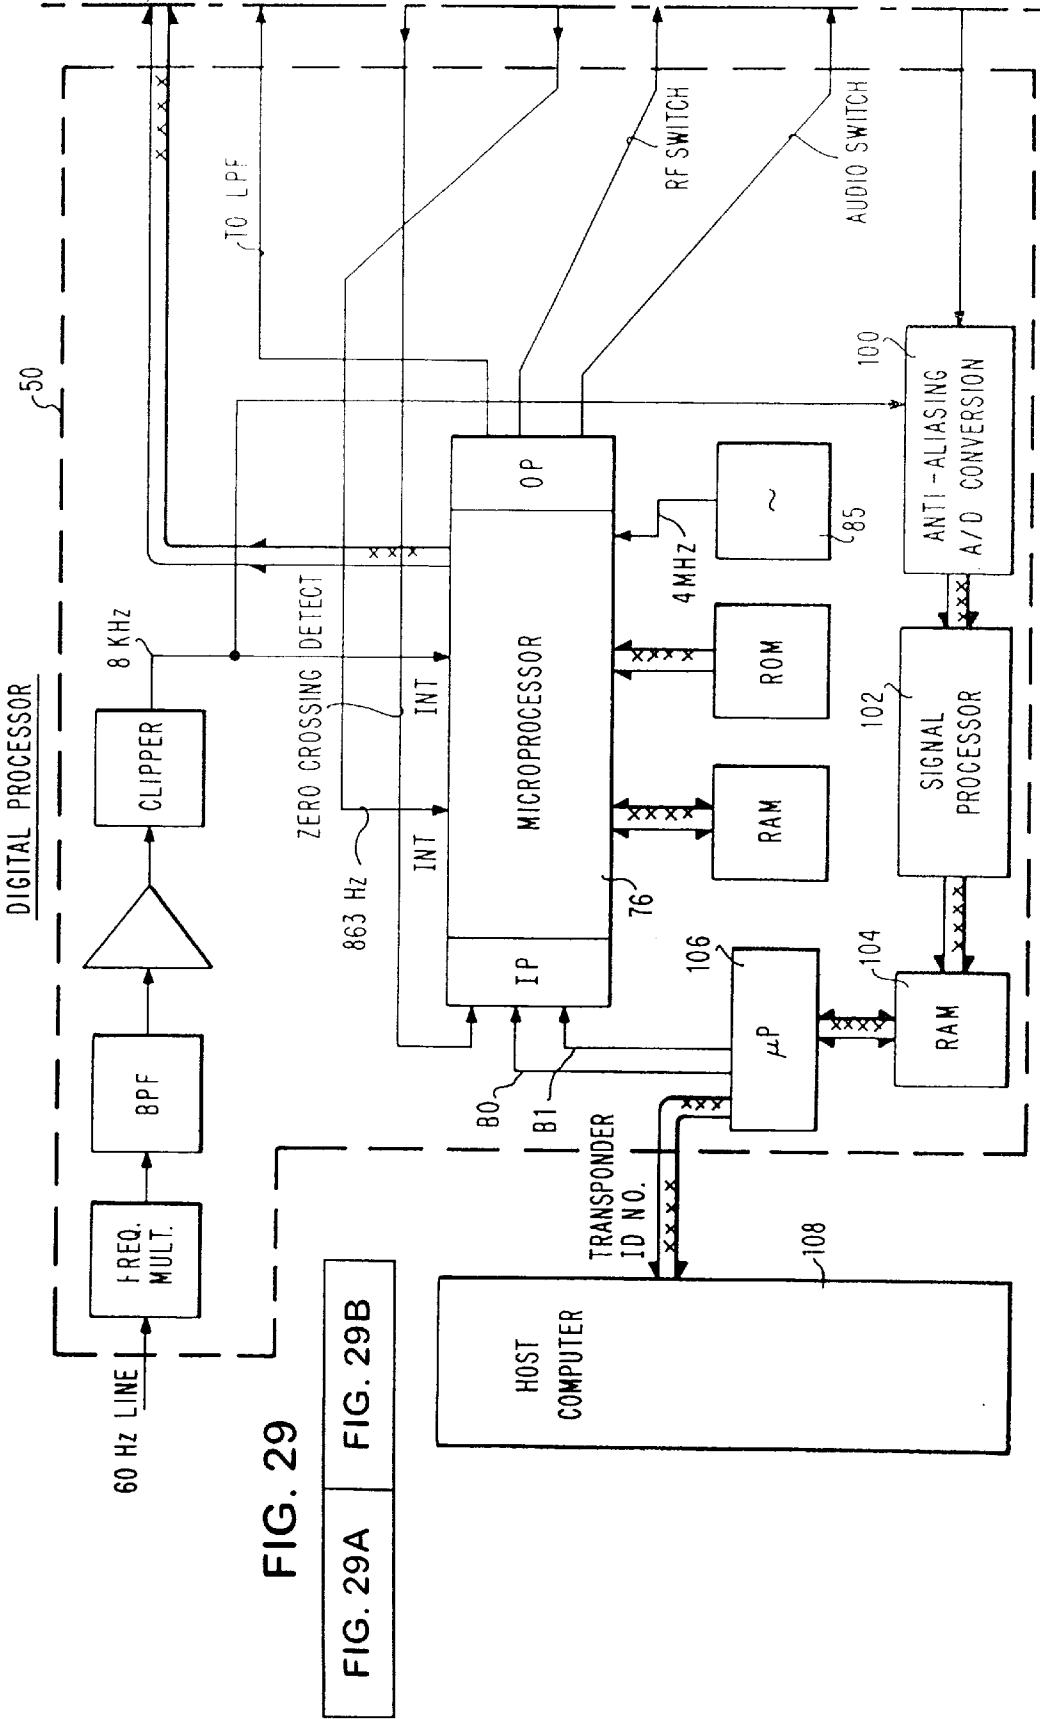 DIGITAL PROCESSOR
50
60 Hz LINE
FREQ.
MULT.
BPF
CLIPPER
8 KHz
TO LPF
ZERO CROSSING DETECT
863 Hz
INT
INT
IP
MICROPROCESSOR
OP
76
RF SWITCH
AUDIO SWITCH
B0
B1
RAM
ROM
4MHz
~
85
TRANSPONDER
ID NO.
106
μP
104
RAM
102
SIGNAL
PROCESSOR
100
ANTI-ALIASING
A/D CONVERSION
HOST
COMPUTER
108
FIG. 29
FIG. 29A
FIG. 29B